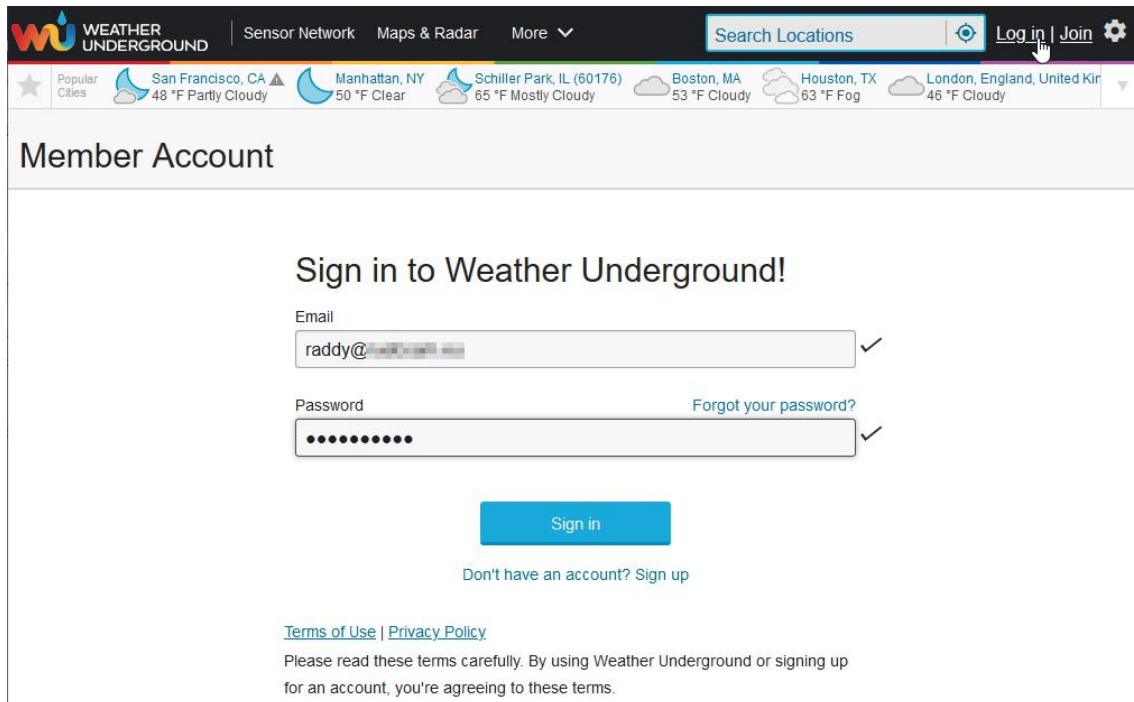 WEATHER UNDERGROUND
Sensor Network Maps & Radar More
Search Locations
Log in | Join
Popular Cities
San Francisco, CA
48 °F Partly Cloudy
Manhattan, NY
50 °F Clear
Schiller Park, IL (60176)
65 °F Mostly Cloudy
Boston, MA
53 °F Cloudy
Houston, TX
63 °F Fog
London, England, United Kin
46 °F Cloudy
Member Account
Sign in to Weather Underground!
Email
raddy@
Password Forgot your password?
Sign in
Don't have an account? Sign up
Terms of Use | Privacy Policy
Please read these terms carefully. By using Weather Underground or signing up
for an account, you're agreeing to these terms.